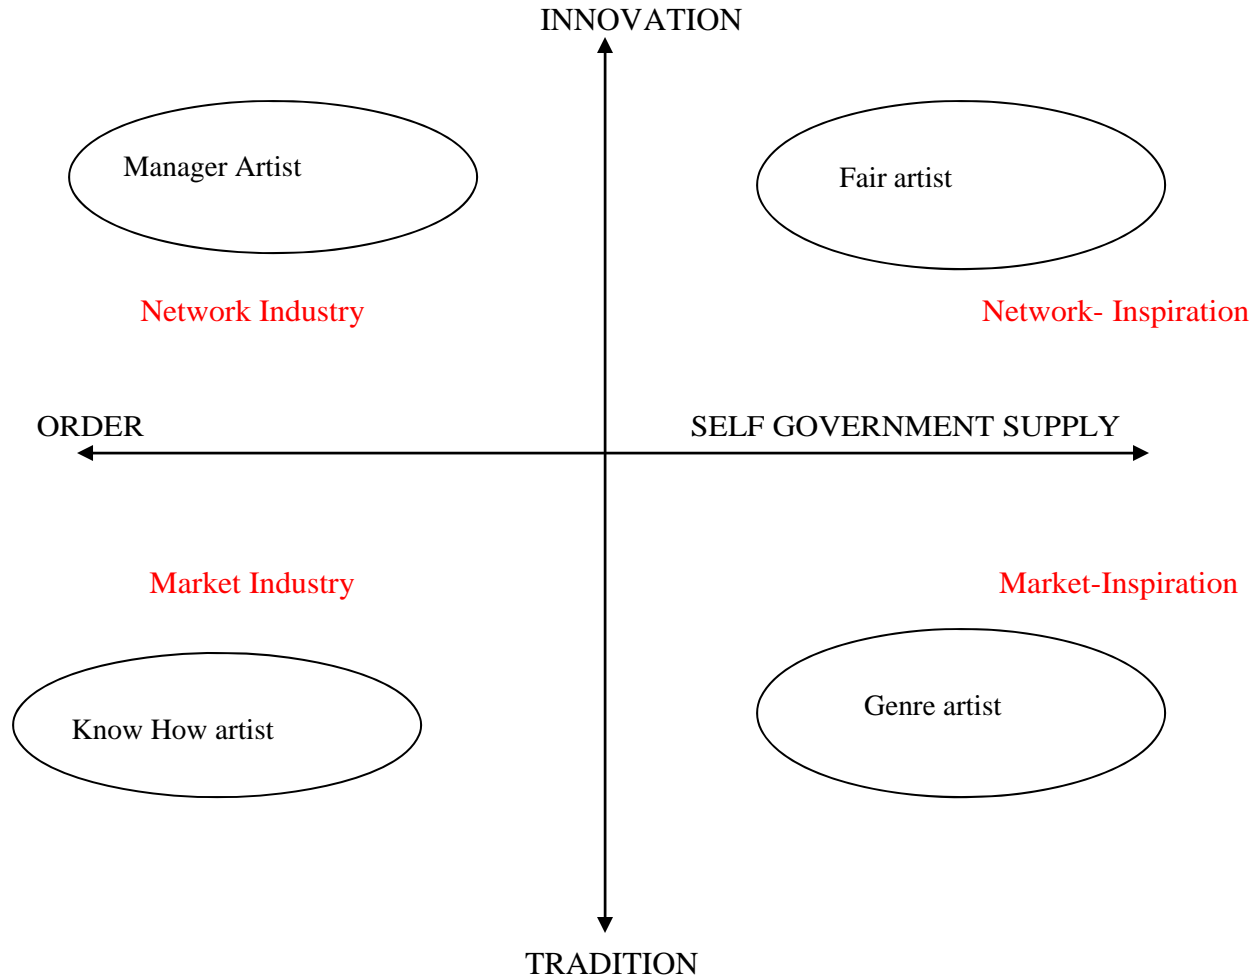 INNOVATION
Manager Artist
Fair artist
Network Industry
Network- Inspiration
ORDER
SELF GOVERNMENT SUPPLY
Market Industry
Market-Inspiration
Know How artist
Genre artist
TRADITION